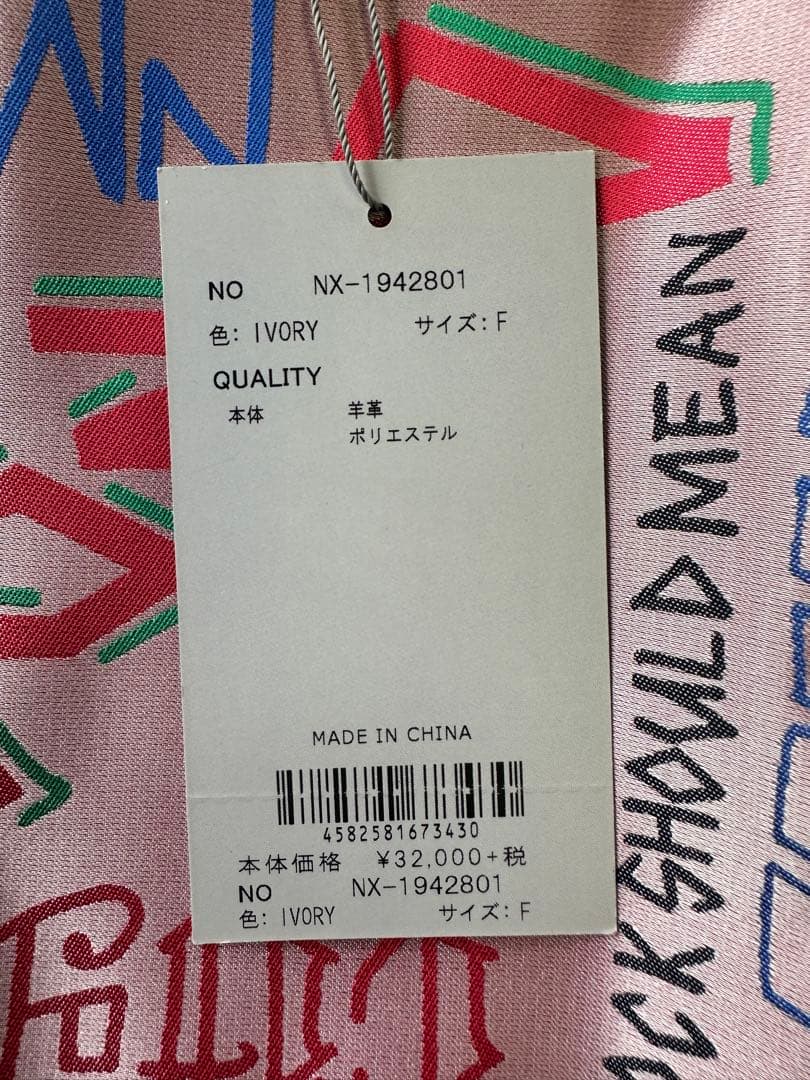 NO NX-1942801
色: IVORY サイズ: F
QUALITY
本体 羊革
ポリエステル
MADE IN CHINA
4582581673430
本体価格 ¥32,000+税
NO NX-1942801
色: IVORY サイズ: F
OCK SHOULD MEAN